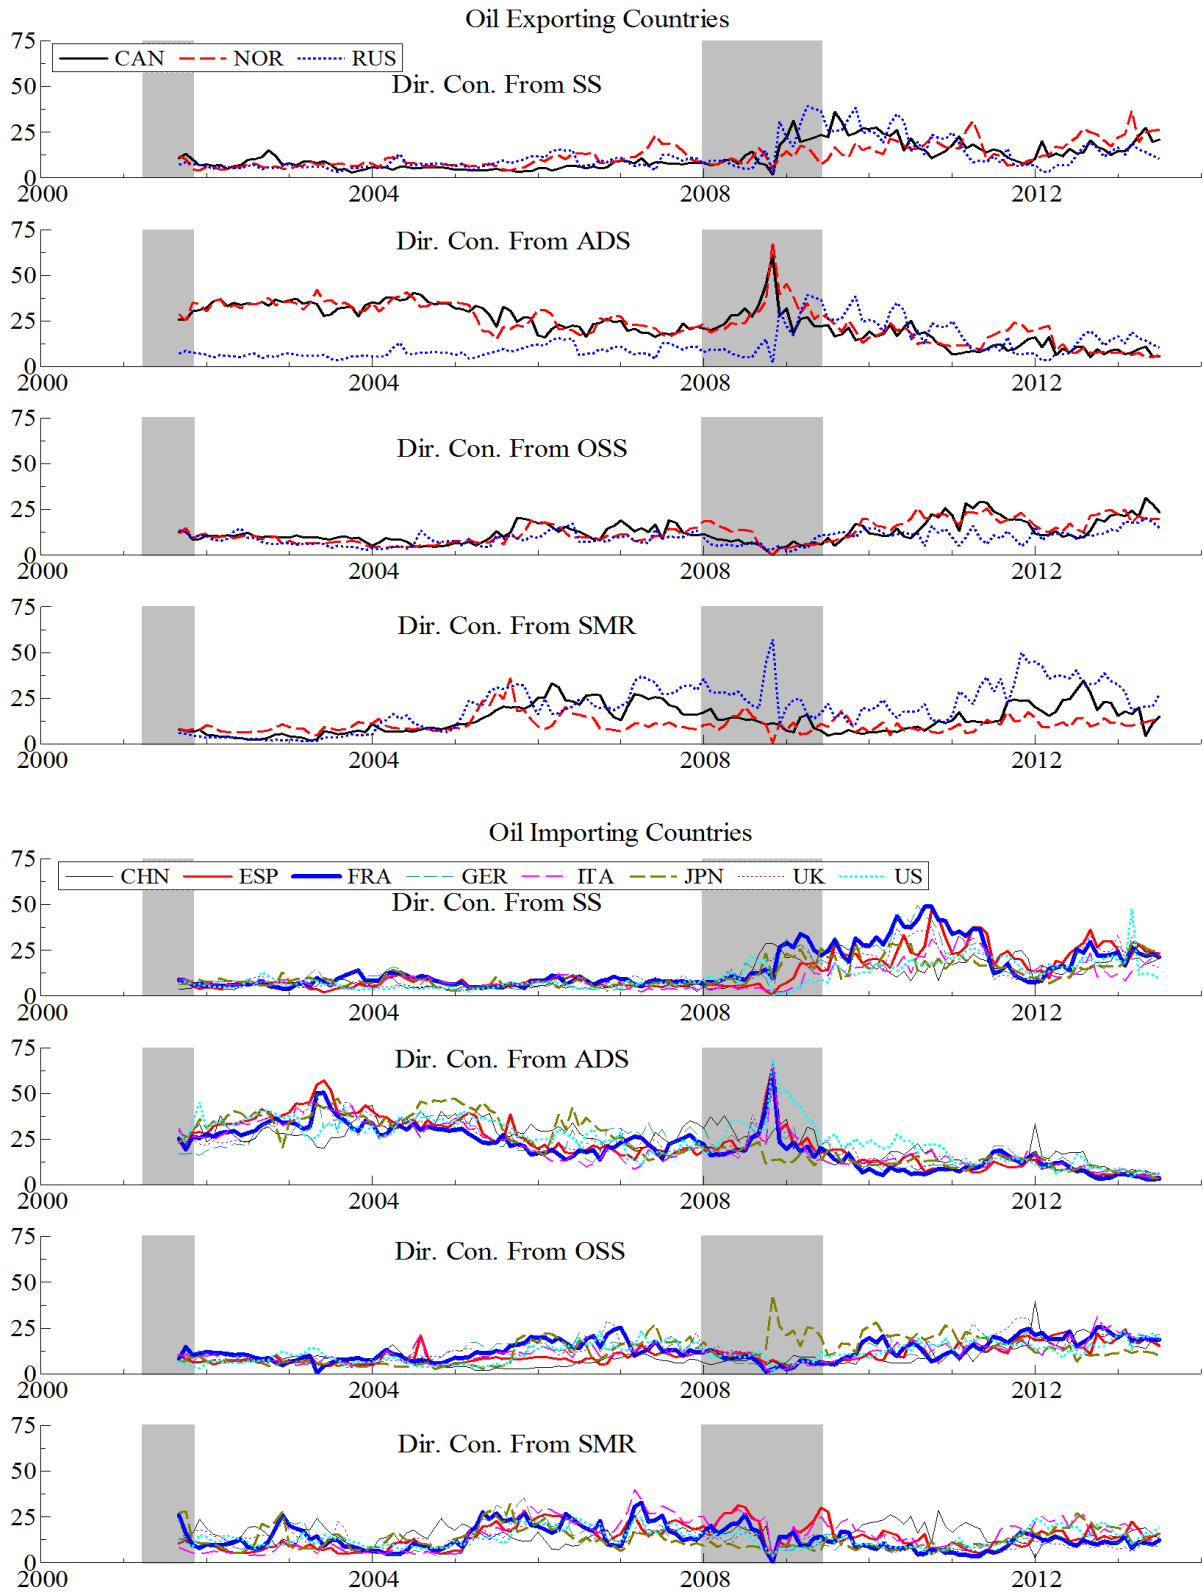 Oil Exporting Countries
75
CAN NOR RUS
Dir. Con. From SS
50
25
0
2000 2004 2008 2012
75
Dir. Con. From ADS
50
25
0
2000 2004 2008 2012
75
Dir. Con. From OSS
50
25
0
2000 2004 2008 2012
75
Dir. Con. From SMR
50
25
0
2000 2004 2008 2012
Oil Importing Countries
75
CHN ESP FRA GER ITA JPN UK US
Dir. Con. From SS
50
25
0
2000 2004 2008 2012
75
Dir. Con. From ADS
50
25
0
2000 2004 2008 2012
75
Dir. Con. From OSS
50
25
0
2000 2004 2008 2012
75
Dir. Con. From SMR
50
25
0
2000 2004 2008 2012